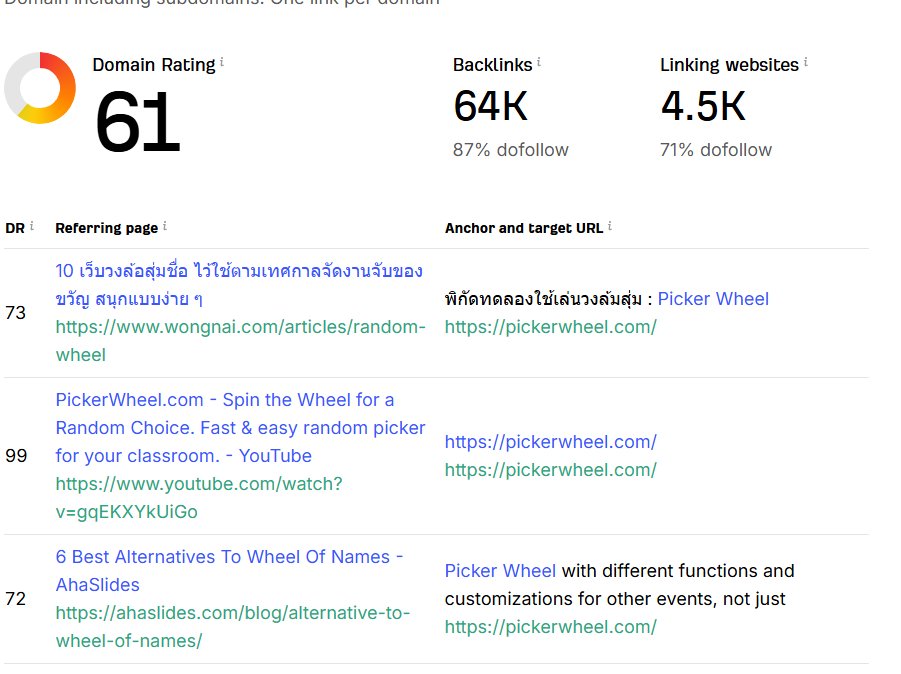 Domain including subdomains. One link per domain
Domain Rating i
61
Backlinks i
64K
87% dofollow
Linking websites i
4.5K
71% dofollow
DR i Referring page i Anchor and target URL i
73
10 เว็บวงล้อสุ่มชื่อ ไว้ใช้ตามเทศกาลจัดงานจับของ
ขวัญ สนุกแบบง่าย ๆ
https://www.wongnai.com/articles/random-
wheel
พิกัดทดลองใช้เล่นวงล้มสุ่ม : Picker Wheel
https://pickerwheel.com/
99
PickerWheel.com - Spin the Wheel for a
Random Choice. Fast & easy random picker
for your classroom. - YouTube
https://www.youtube.com/watch?
v=gqEKXYkUiGo
https://pickerwheel.com/
https://pickerwheel.com/
72
6 Best Alternatives To Wheel Of Names -
AhaSlides
https://ahaslides.com/blog/alternative-to-
wheel-of-names/
Picker Wheel with different functions and
customizations for other events, not just
https://pickerwheel.com/